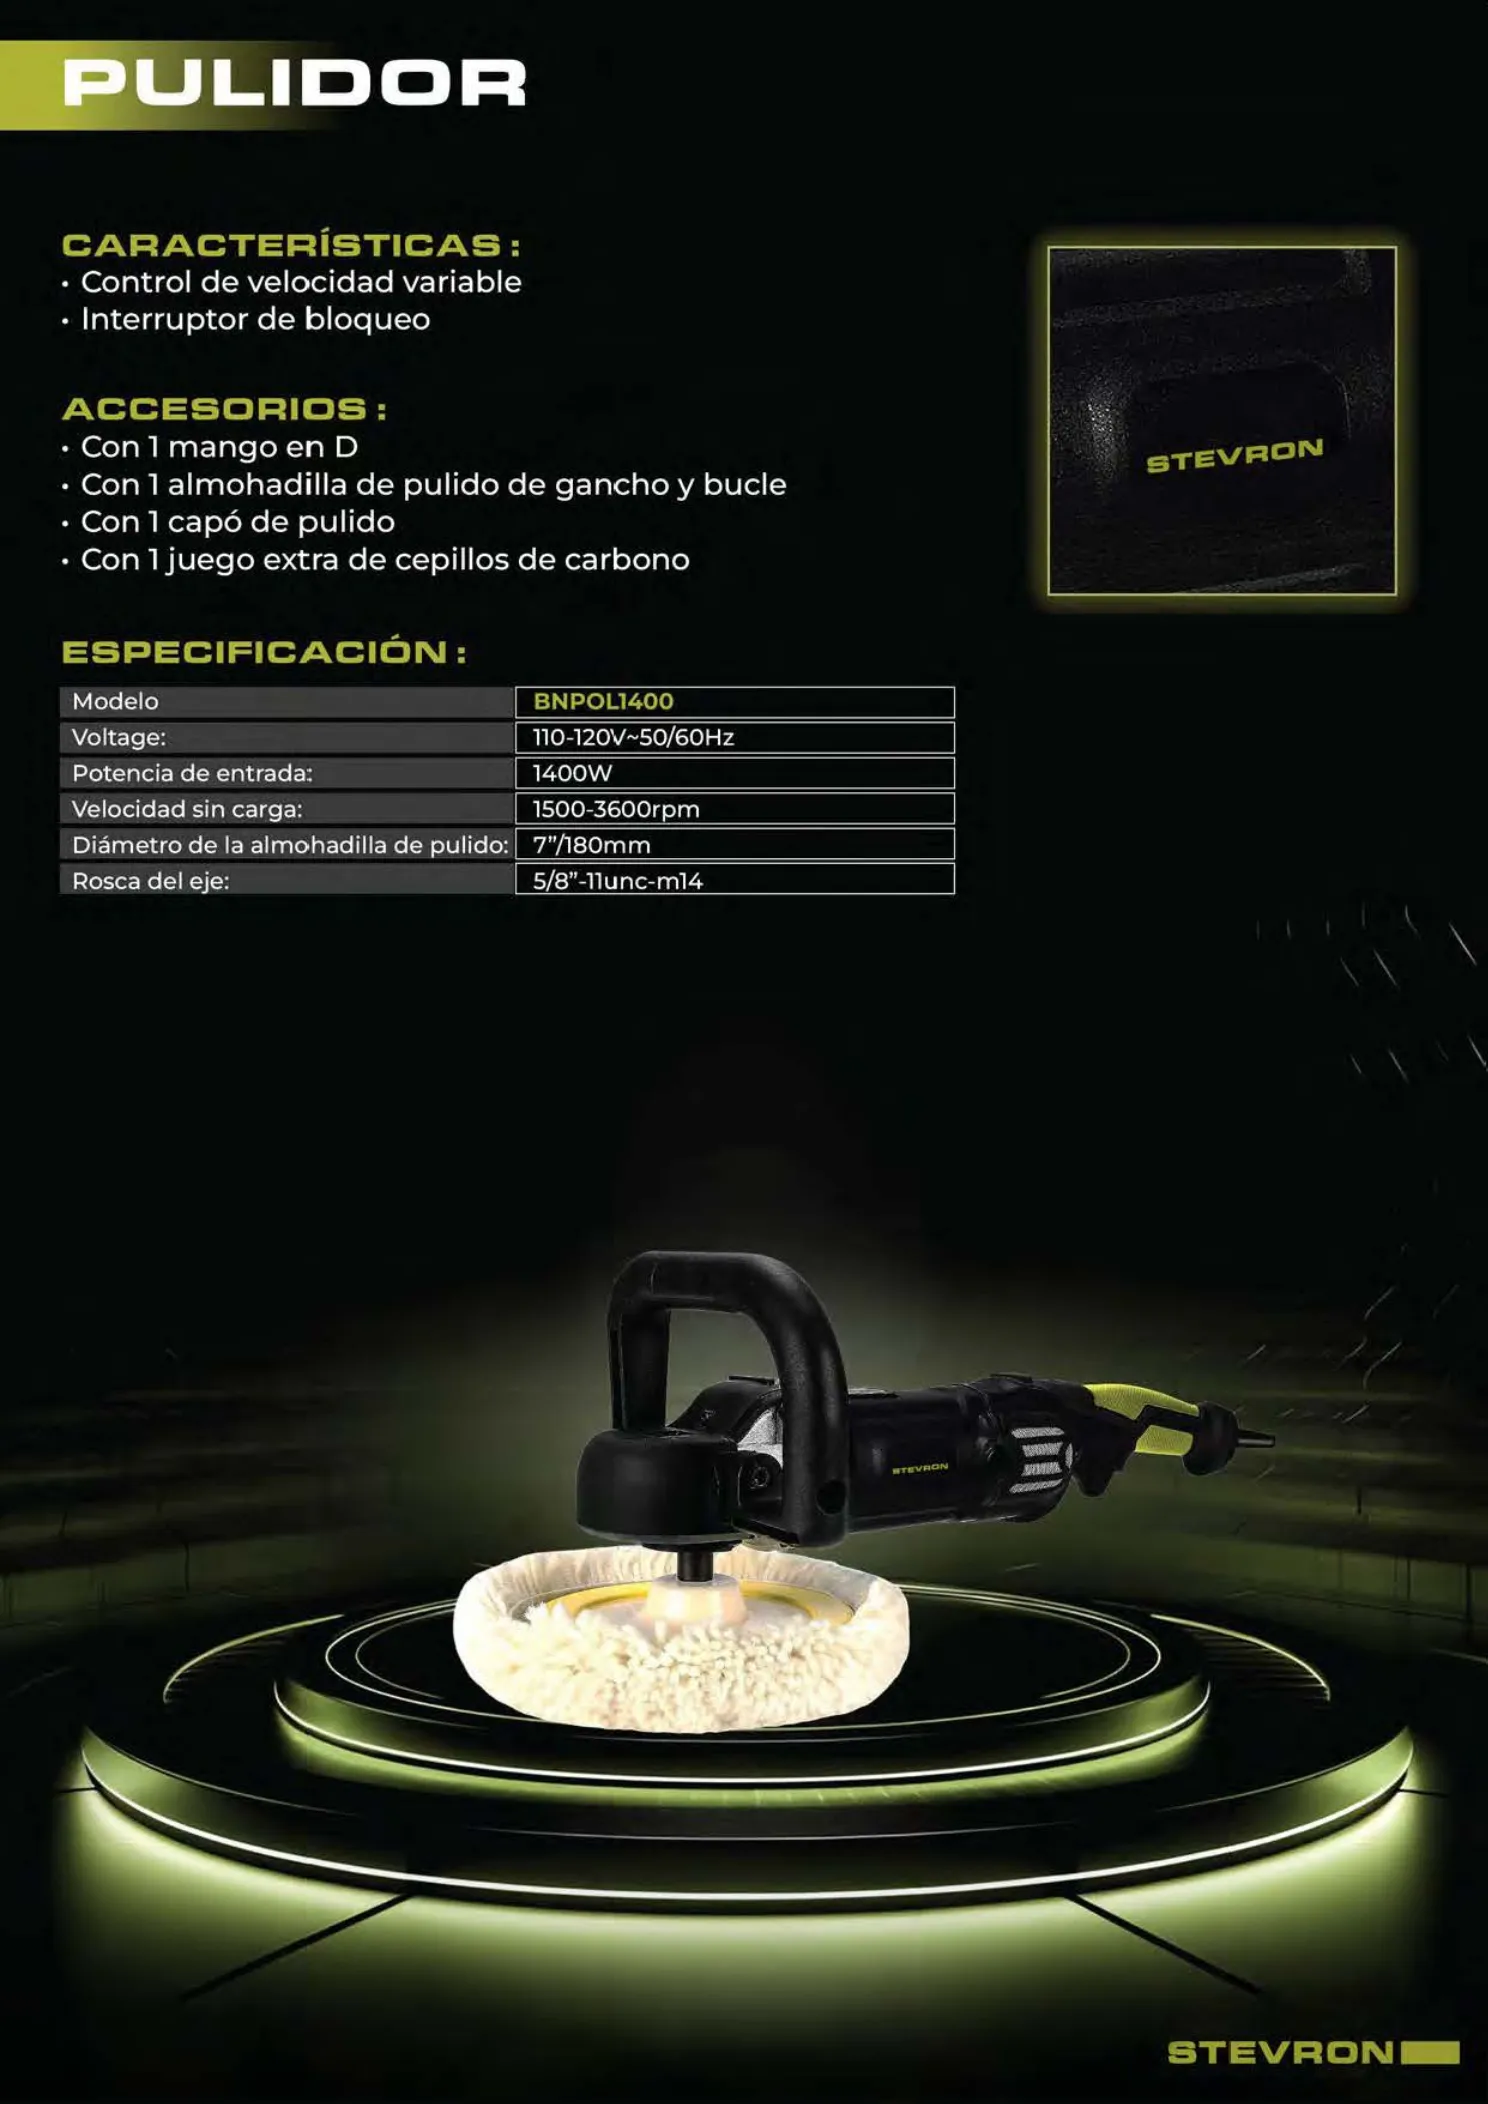 PULIDOR
CARACTERÍSTICAS :
• Control de velocidad variable
• Interruptor de bloqueo
STEVRON
ACCESORIOS :
• Con 1 mango en D
• Con 1 almohadilla de pulido de gancho y bucle
• Con 1 capó de pulido
• Con 1 juego extra de cepillos de carbono
ESPECIFICACIÓN :
Modelo BNPOL1400
Voltage: 110-120V~50/60Hz
Potencia de entrada: 1400W
Velocidad sin carga: 1500-3600rpm
Diámetro de la almohadilla de pulido: 7”/180mm
Rosca del eje: 5/8”-11unc-m14
STEVRON
STEVRON